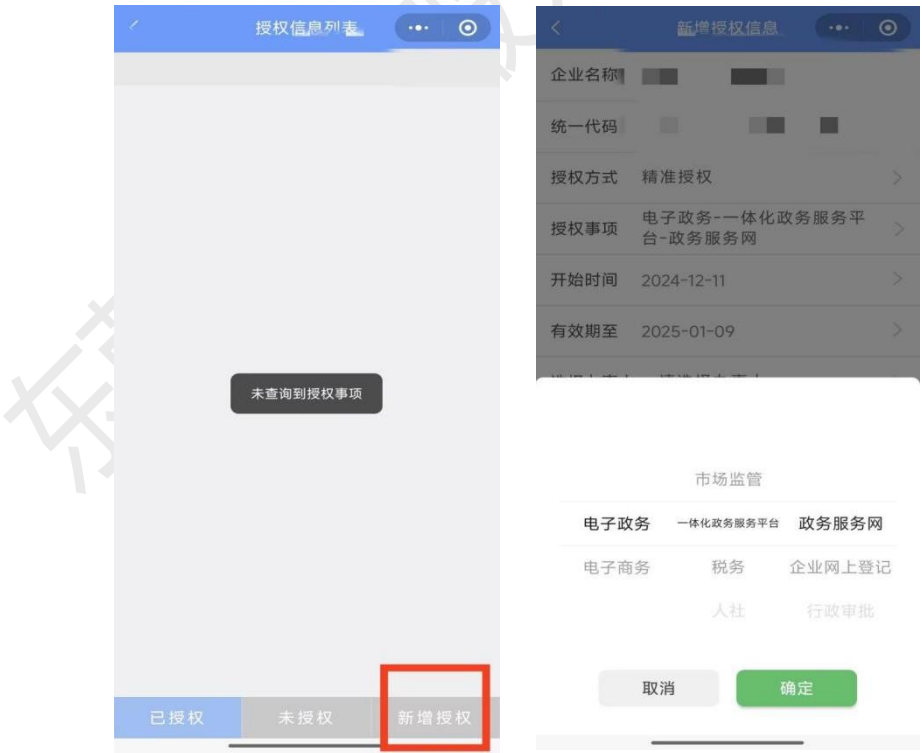 授权信息列表
未查询到授权事项
已授权
未授权
新增授权
新增授权信息
企业名称
统一代码
授权方式 精准授权
授权事项 电子政务-一体化政务服务平
台-政务服务网
开始时间 2024-12-11
有效期至 2025-01-09
市场监管
电子政务 一体化政务服务平台 政务服务网
电子商务 税务 企业网上登记
人社 行政审批
取消 确定